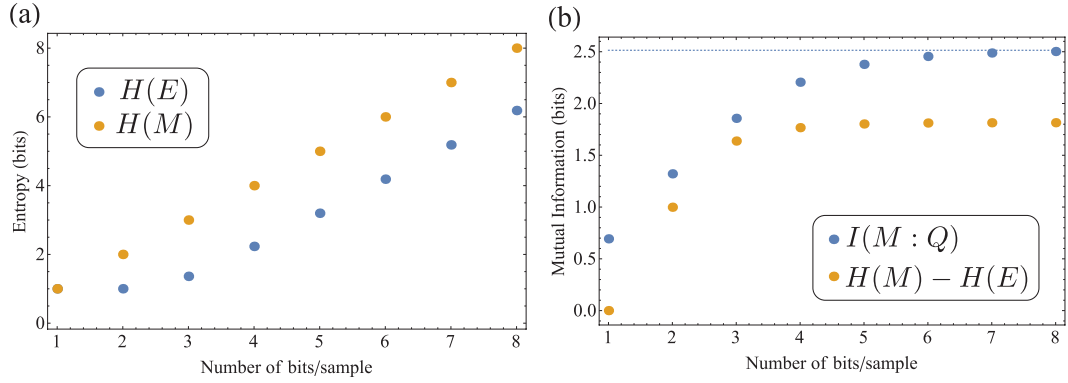 (a)
Entropy (bits)
8
6
4
2
0
H(E)
H(M)
1 2 3 4 5 6 7 8
Number of bits/sample
(b)
Mutual Information (bits)
2.5
2.0
1.5
1.0
0.5
0.0
I(M : Q)
H(M) − H(E)
1 2 3 4 5 6 7 8
Number of bits/sample